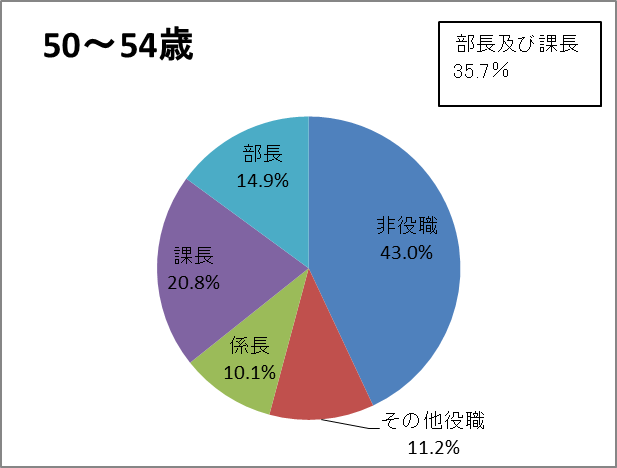 50～54歳
部長及び課長
35.7％
部長
14.9%
非役職
43.0%
課長
20.8%
係長
10.1%
その他役職
11.2%